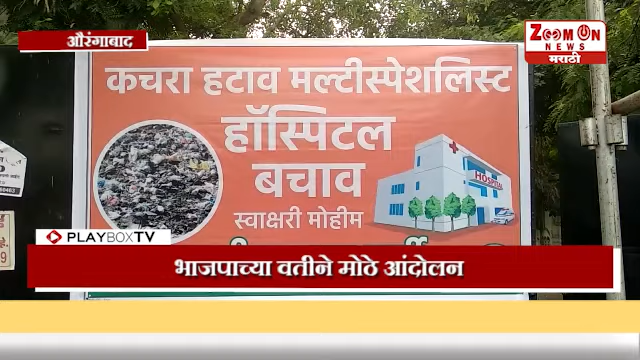 औरंगाबाद
ZOOM ON
NEWS
मराठी
कचरा हटाव मल्टीस्पेशलिस्ट
हॉस्पिटल
बचाव
स्वाक्षरी मोहीम
HOSPITAL
PLAYBOXTV
भाजपाच्या वतीने मोठे आंदोलन